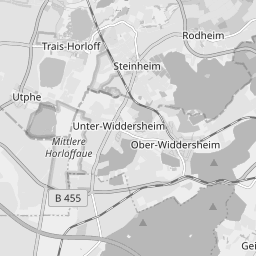 Rodheim
Trais-Horloff
Steinheim
Utphe
Unter-Widdersheim
Mittlere
Horloffaue
Ober-Widdersheim
B 455